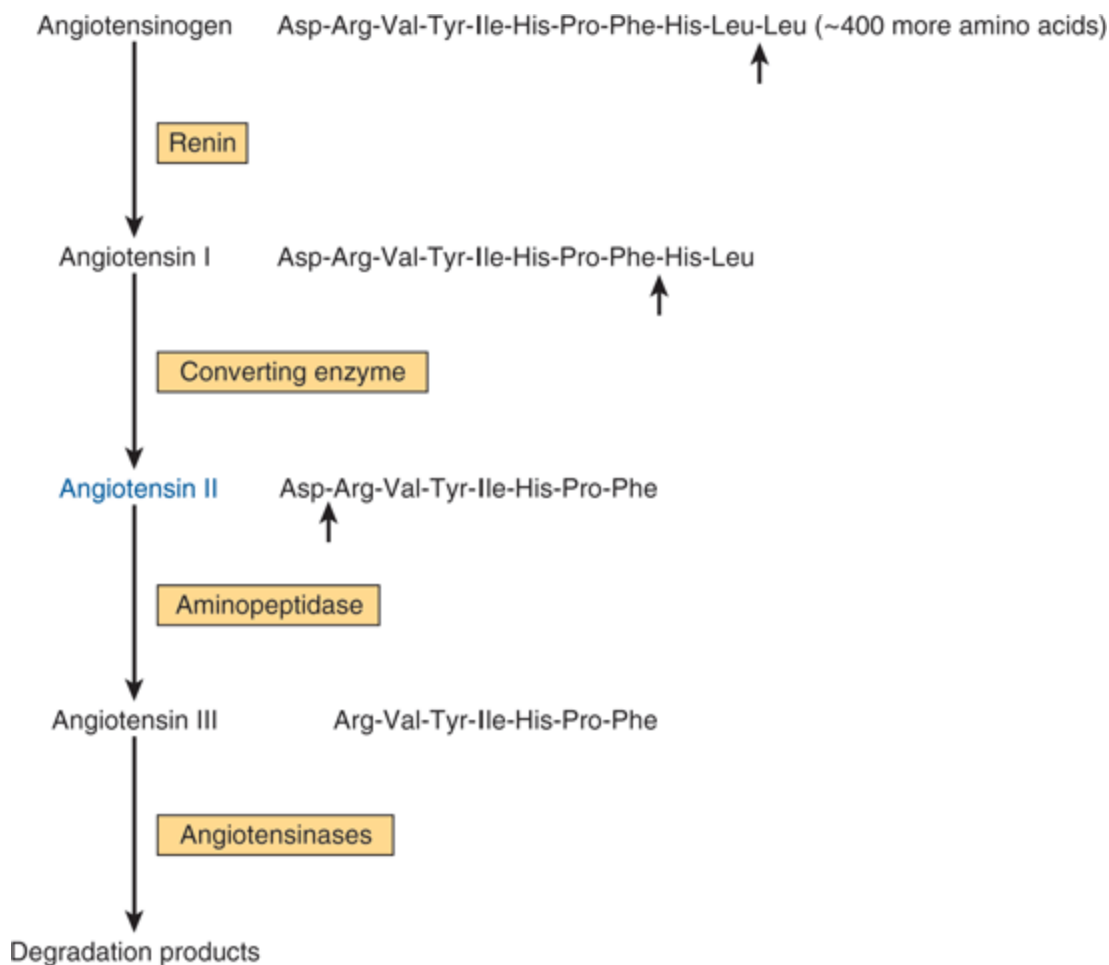 Angiotensinogen Asp-Arg-Val-Tyr-Ile-His-Pro-Phe-His-Leu-Leu (~400 more amino acids)
Renin
Angiotensin I Asp-Arg-Val-Tyr-Ile-His-Pro-Phe-His-Leu
Converting enzyme
Angiotensin II Asp-Arg-Val-Tyr-Ile-His-Pro-Phe
Aminopeptidase
Angiotensin III Arg-Val-Tyr-Ile-His-Pro-Phe
Angiotensinases
Degradation products